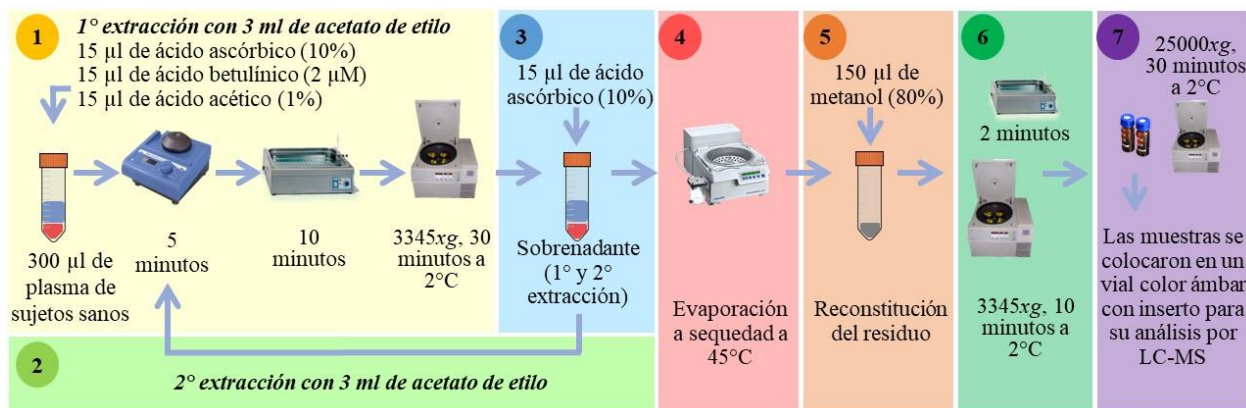 1
1° extracción con 3 ml de acetato de etilo
15 µl de ácido ascórbico (10%)
15 µl de ácido betulínico (2 µM)
15 µl de ácido acético (1%)
300 µl de
plasma de
sujetos sanos
5
minutos
10
minutos
3345xg, 30
minutos a
2°C
2
2° extracción con 3 ml de acetato de etilo
3
15 µl de ácido
ascórbico (10%)
Sobrenadante
(1° y 2°
extracción)
4
Evaporación
a sequedad a
45°C
5
150 µl de
metanol (80%)
Reconstitución
del residuo
6
2 minutos
3345xg, 10
minutos a
2°C
7
25000xg,
30 minutos
a 2°C
Las muestras se
colocaron en un
vial color ámbar
con inserto para
su análisis por
LC-MS